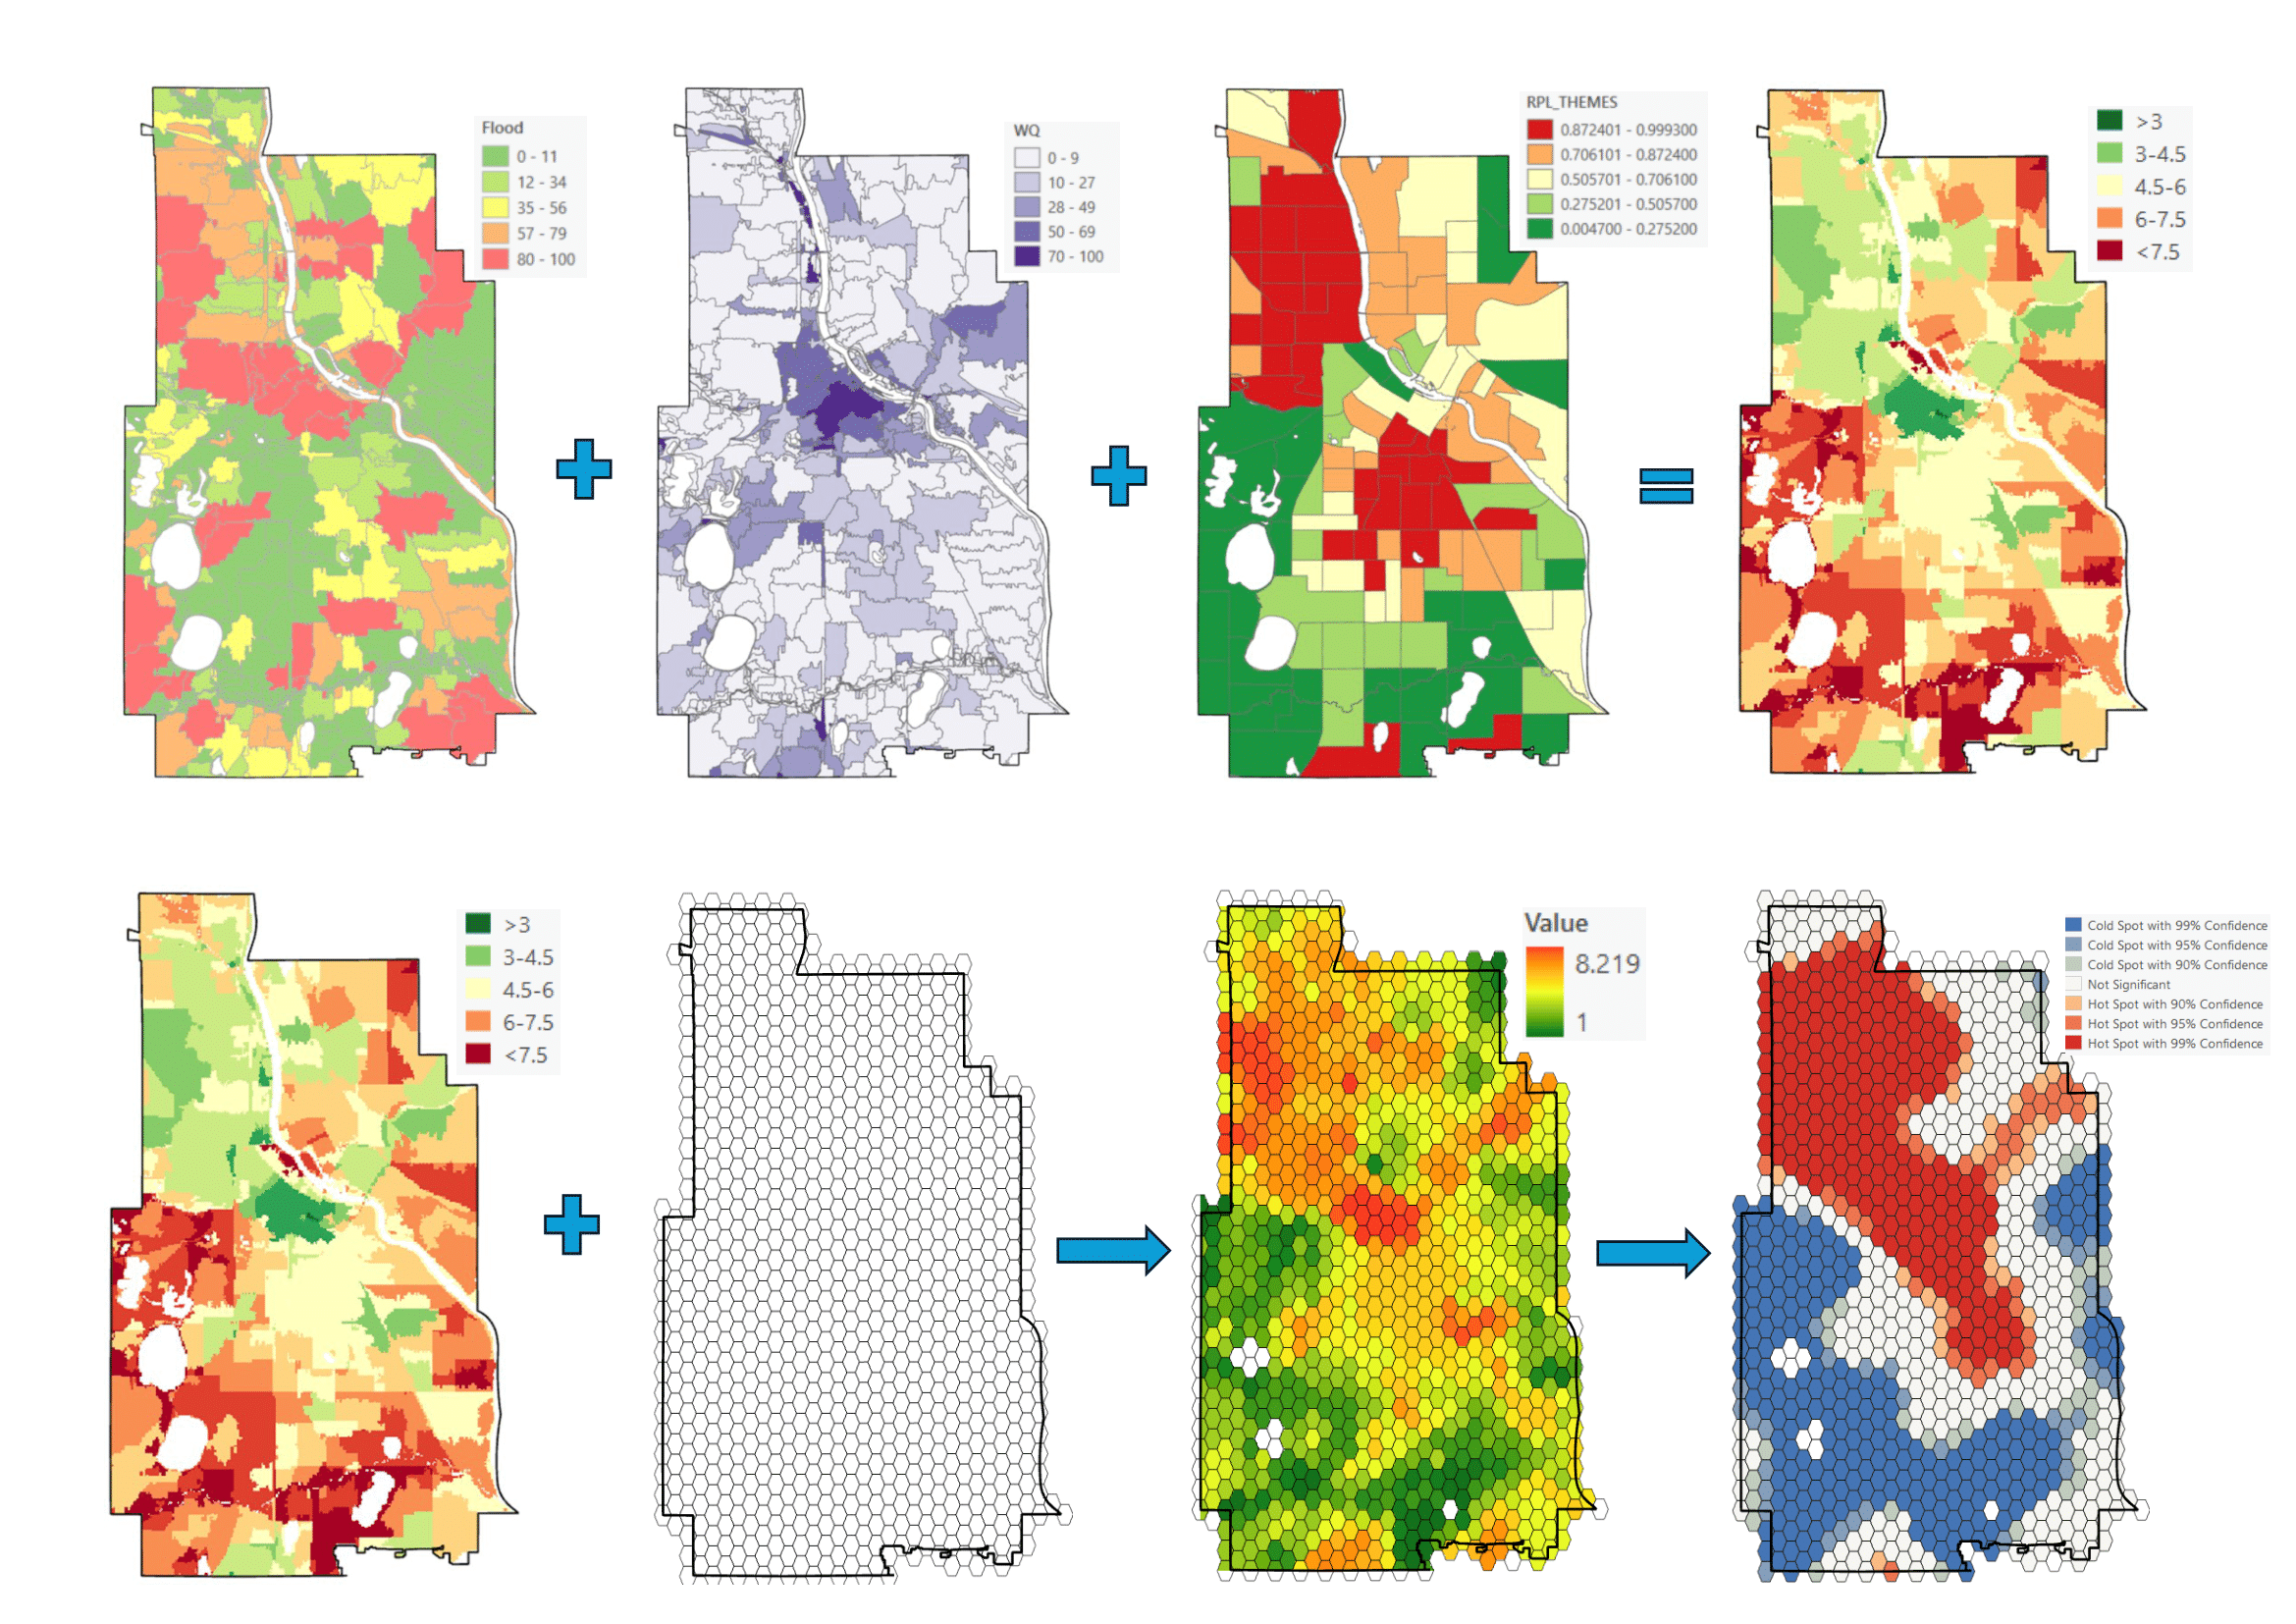 Flood
0 - 11
12 - 34
35 - 56
57 - 79
80 - 100
WQ
0 - 9
10 - 27
28 - 49
50 - 69
70 - 100
RPL_THEMES
0.872401 - 0.999300
0.706101 - 0.872400
0.505701 - 0.706100
0.275201 - 0.505700
0.004700 - 0.275200
>3
3-4.5
4.5-6
6-7.5
<7.5
>3
3-4.5
4.5-6
6-7.5
<7.5
Value
8.219
1
Cold Spot with 99% Confidence
Cold Spot with 95% Confidence
Cold Spot with 90% Confidence
Not Significant
Hot Spot with 90% Confidence
Hot Spot with 95% Confidence
Hot Spot with 99% Confidence